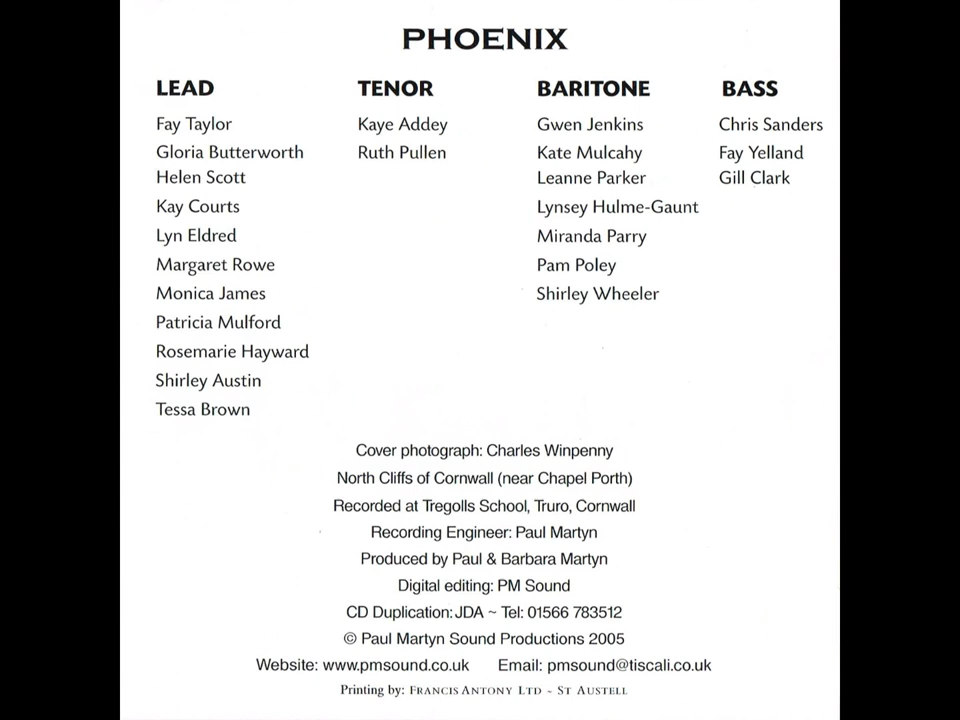 PHOENIX
LEAD
Fay Taylor
Gloria Butterworth
Helen Scott
Kay Courts
Lyn Eldred
Margaret Rowe
Monica James
Patricia Mulford
Rosemarie Hayward
Shirley Austin
Tessa Brown
TENOR
Kaye Addey
Ruth Pullen
BARITONE
Gwen Jenkins
Kate Mulcahy
Leanne Parker
Lynsey Hulme-Gaunt
Miranda Parry
Pam Poley
Shirley Wheeler
BASS
Chris Sanders
Fay Yelland
Gill Clark
Cover photograph: Charles Winpenny
North Cliffs of Cornwall (near Chapel Porth)
Recorded at Tregolls School, Truro, Cornwall
Recording Engineer: Paul Martyn
Produced by Paul & Barbara Martyn
Digital editing: PM Sound
CD Duplication: JDA ~ Tel: 01566 783512
© Paul Martyn Sound Productions 2005
Website: www.pmsound.co.uk Email: pmsound@tiscali.co.uk
Printing by: FRANCIS ANTONY LTD - ST AUSTELL